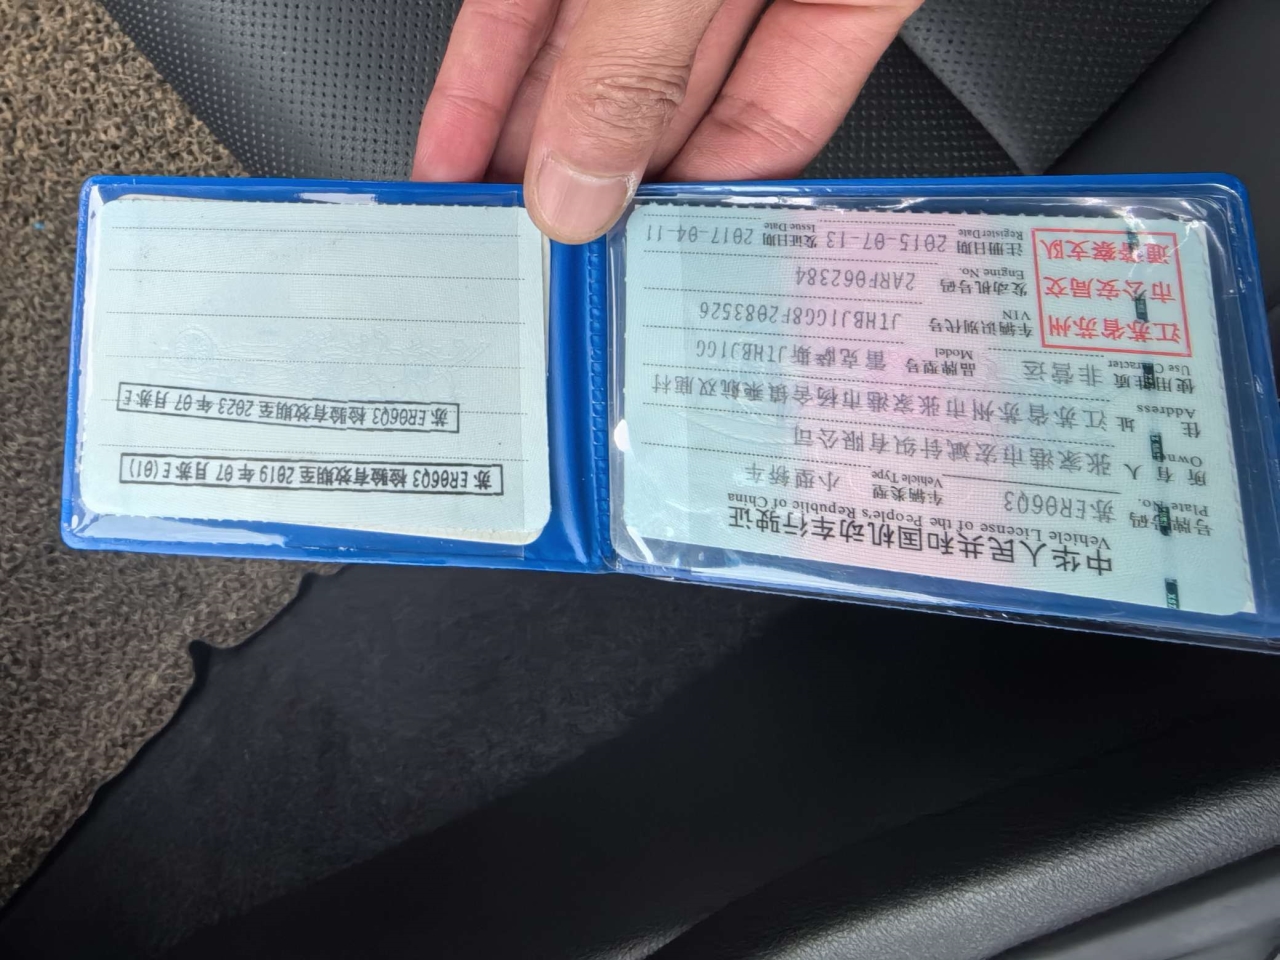 中华人民共和国机动车行驶证
Vehicle License of the People's Republic of China
号牌号码 苏ER06Q3 车辆类型 小型轿车
Plate No. Vehicle Type
所有人 张家港市宏斌针织有限公司
Owner
住址 江苏省苏州市张家港市杨舍镇乘航双鹿村
Address
使用性质 非营运 品牌型号 雷克萨斯JTHBJ1GG
Use Character Model
江苏省苏州
市公安局交
通警察支队
车辆识别代号 JTHBJ1GG8F2083526
VIN
发动机号码 2ARF062384
Engine No.
注册日期 2015-07-13 发证日期 2017-04-11
Register Date Issue Date
苏ER06Q3 检验有效期至2019年07月苏E(01)
苏ER06Q3 检验有效期至2023年07月苏E